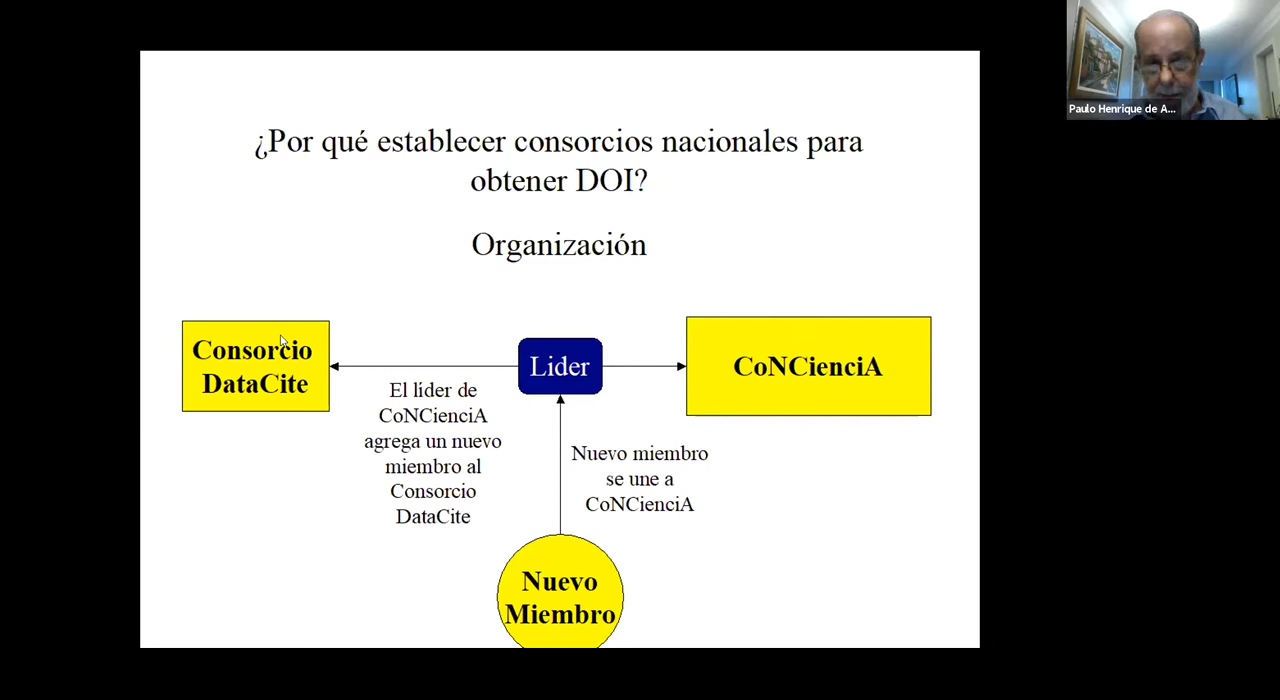 Paulo Henrique de A...
¿Por qué establecer consorcios nacionales para
obtener DOI?
Organización
Consorcio
DataCite
Lider
CoNCienciA
El lider de
CoNCienciA
agrega un nuevo
miembro al
Consorcio
DataCite
Nuevo miembro
se une a
CoNCienciA
Nuevo
Miembro